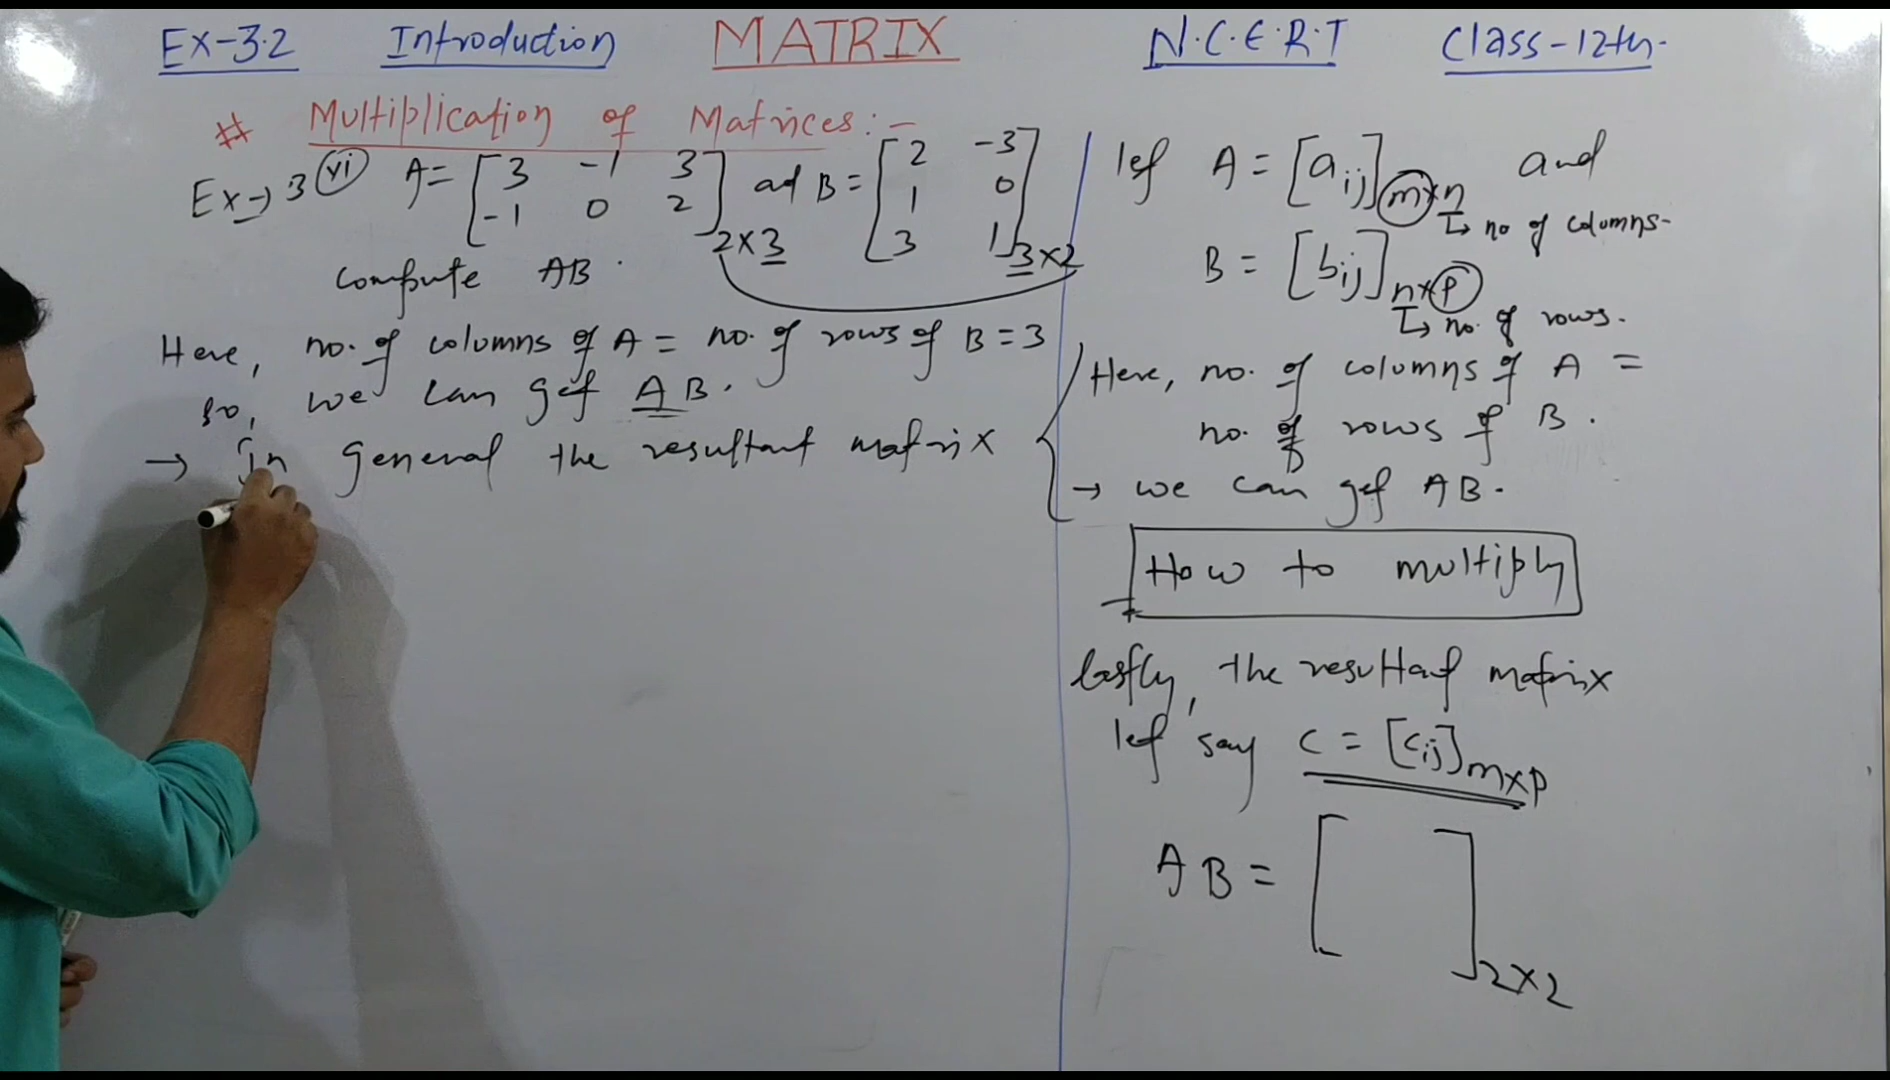 Ex-3.2 Introduction MATRIX N.C.E.R.T Class-12th.
# Multiplication of Matrices:-
Ex→ 3 (vi) A = [3 -1 3
-1 0 2] 2×3 ad B = [2 -3
1 0
3 1] 3×2
compute AB.
Here, no. of columns of A = no. of rows of B = 3
so, we can get AB.
→ In general the resultant matrix
let A = [aij] m×n and
↳ no of columns-
B = [bij] n×p
↳ no. of rows.
Here, no. of columns of A =
no. of rows of B.
→ we can get AB.
How to multiply
lastly, the resultant matrix
let say C = [cij] m×p
AB = [ ] 2×2